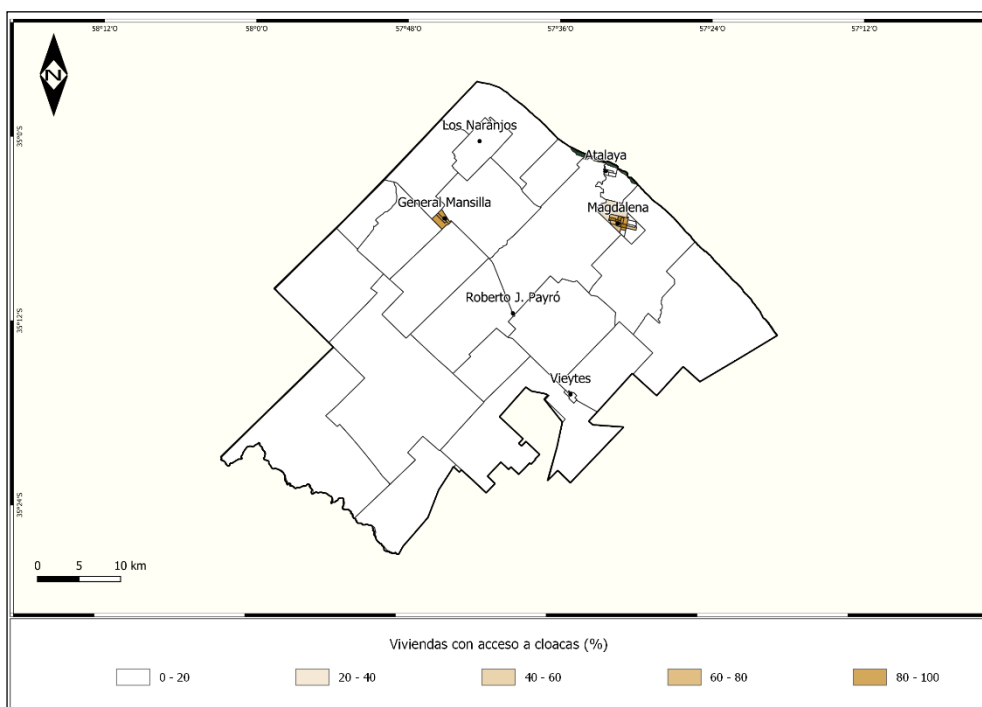 58°12'O 58°0'O 57°48'O 57°36'O 57°24'O 57°12'O
N
35°0'S
Los Naranjos
Atalaya
General Mansilla
Magdalena
Roberto J. Payró
35°12'S
Vieytes
35°24'S
0 5 10 km
Viviendas con acceso a cloacas (%)
0 - 20 20 - 40 40 - 60 60 - 80 80 - 100